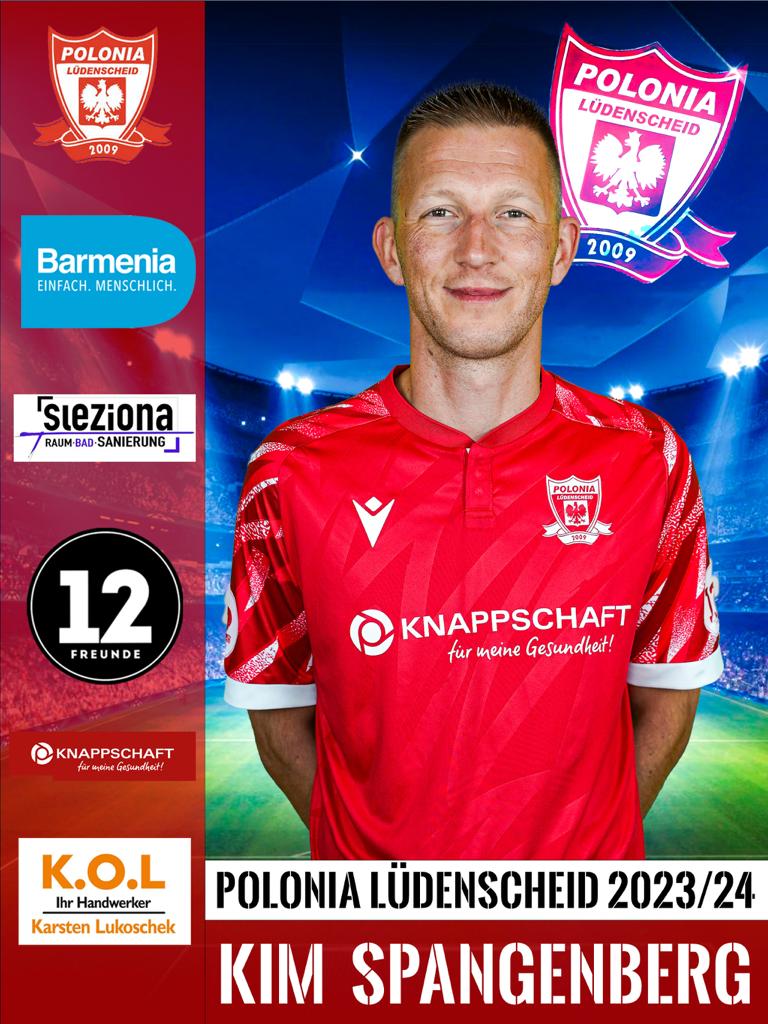 POLONIA
LÜDENSCHEID
2009
Barmenia
EINFACH. MENSCHLICH.
sleziona
RAUM·BAD·SANIERUNG
12
FREUNDE
KNAPPSCHAFT
für meine Gesundheit!
K.O.L
Ihr Handwerker
Karsten Lukoschek
POLONIA
LÜDENSCHEID
2009
POLONIA
LÜDENSCHEID
2009
KNAPPSCHAFT
für meine Gesundheit!
POLONIA LÜDENSCHEID 2023/24
KIM SPANGENBERG